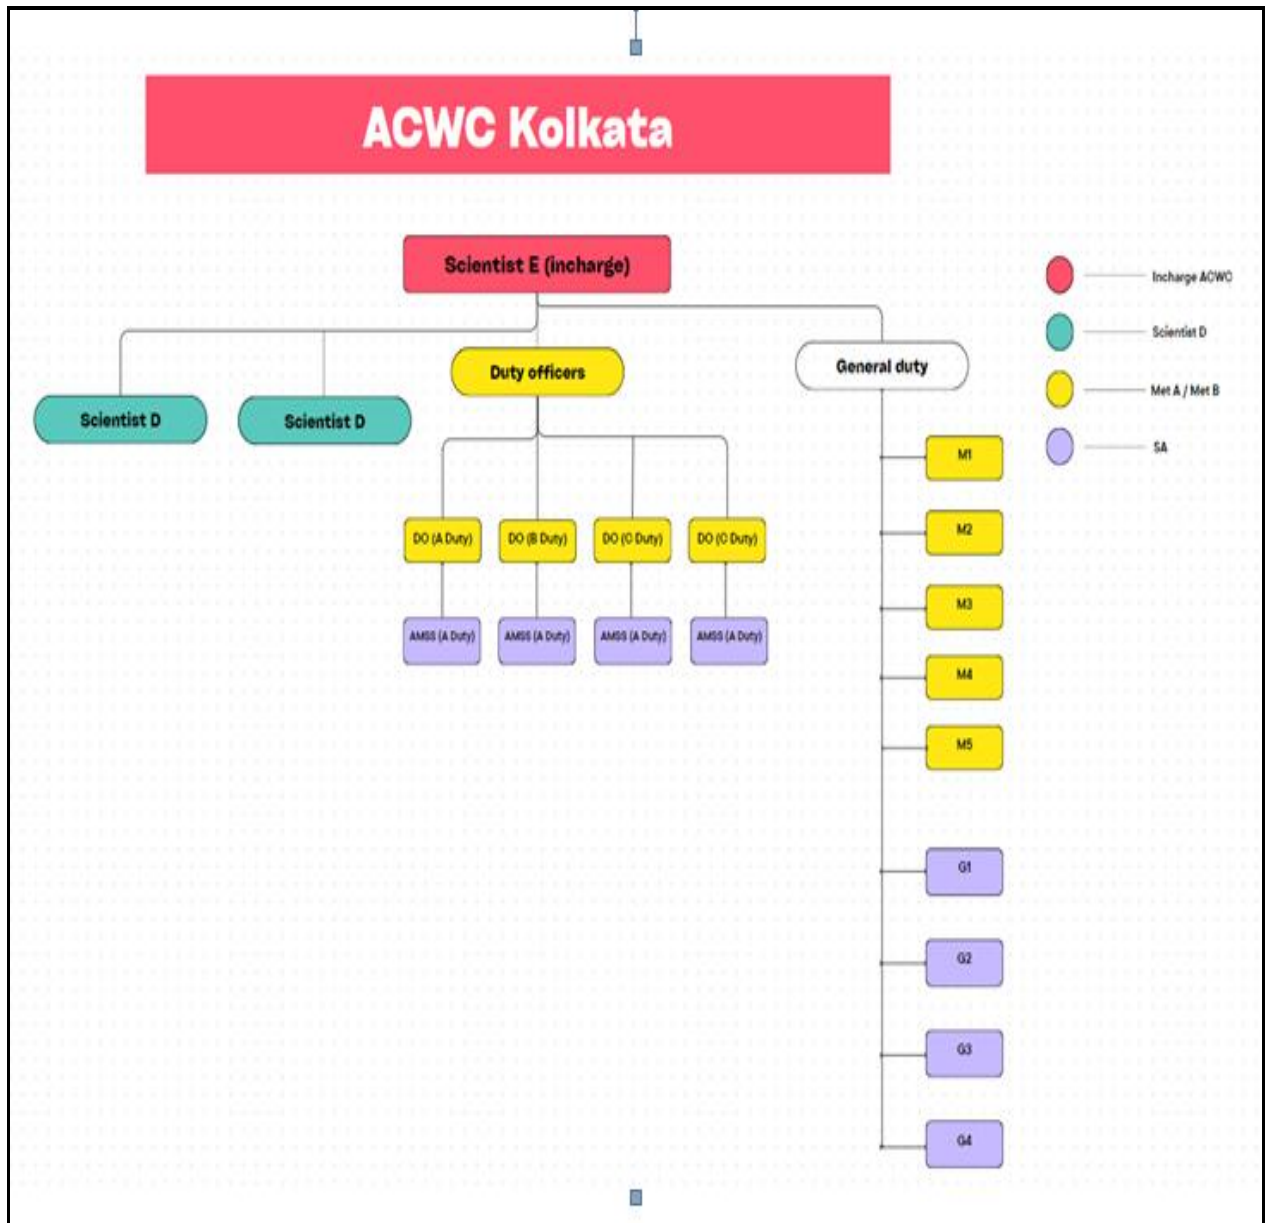 ACWC Kolkata
Scientist E (incharge)
Incharge ACWC
Scientist D
Met A / Met B
SA
Duty officers
General duty
Scientist D
Scientist D
DO (A Duty)
DO (B Duty)
DO (C Duty)
DO (C Duty)
AMSS (A Duty)
AMSS (A Duty)
AMSS (A Duty)
AMSS (A Duty)
M1
M2
M3
M4
M5
G1
G2
G3
G4